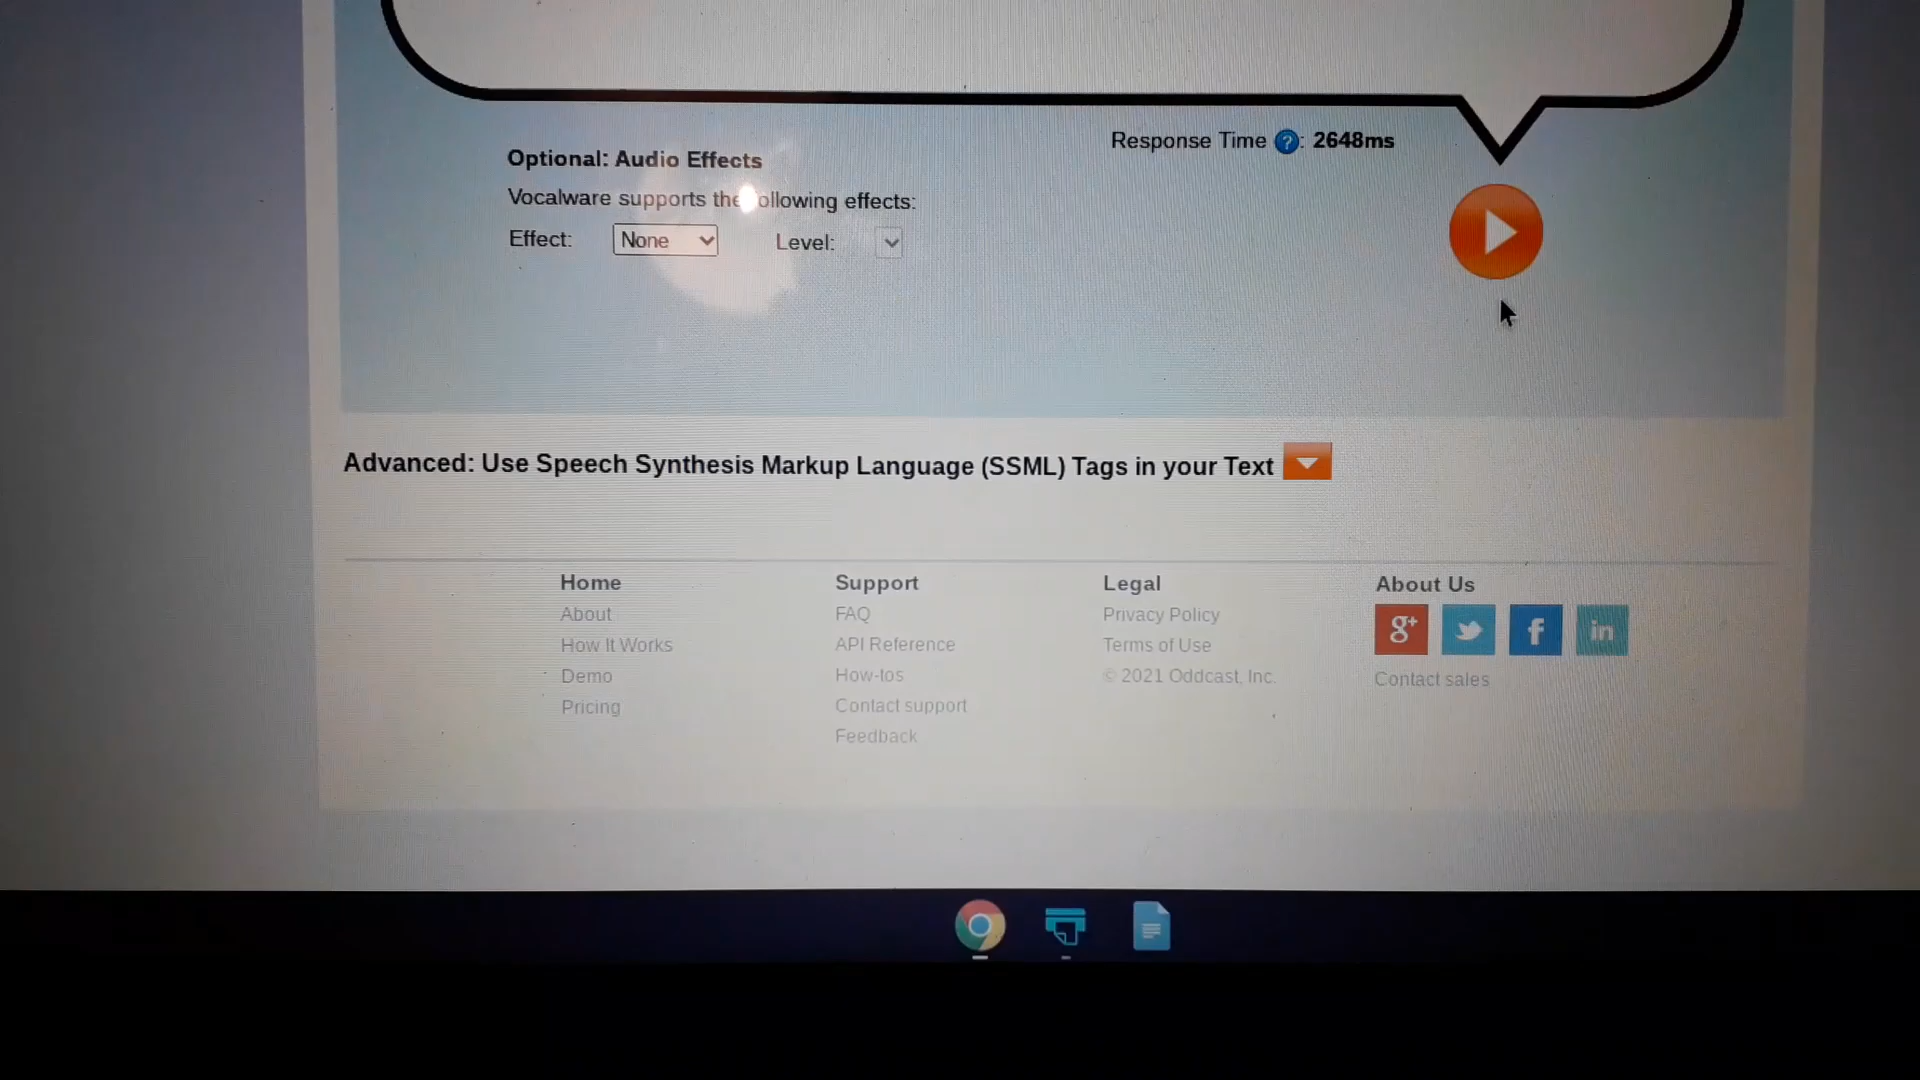 Response Time ?: 2648ms
Optional: Audio Effects
Vocalware supports the following effects:
Effect: None Level:
Advanced: Use Speech Synthesis Markup Language (SSML) Tags in your Text
Home
About
How It Works
Demo
Pricing
Support
FAQ
API Reference
How-tos
Contact support
Feedback
Legal
Privacy Policy
Terms of Use
© 2021 Oddcast, Inc.
About Us
g+ f in
Contact sales